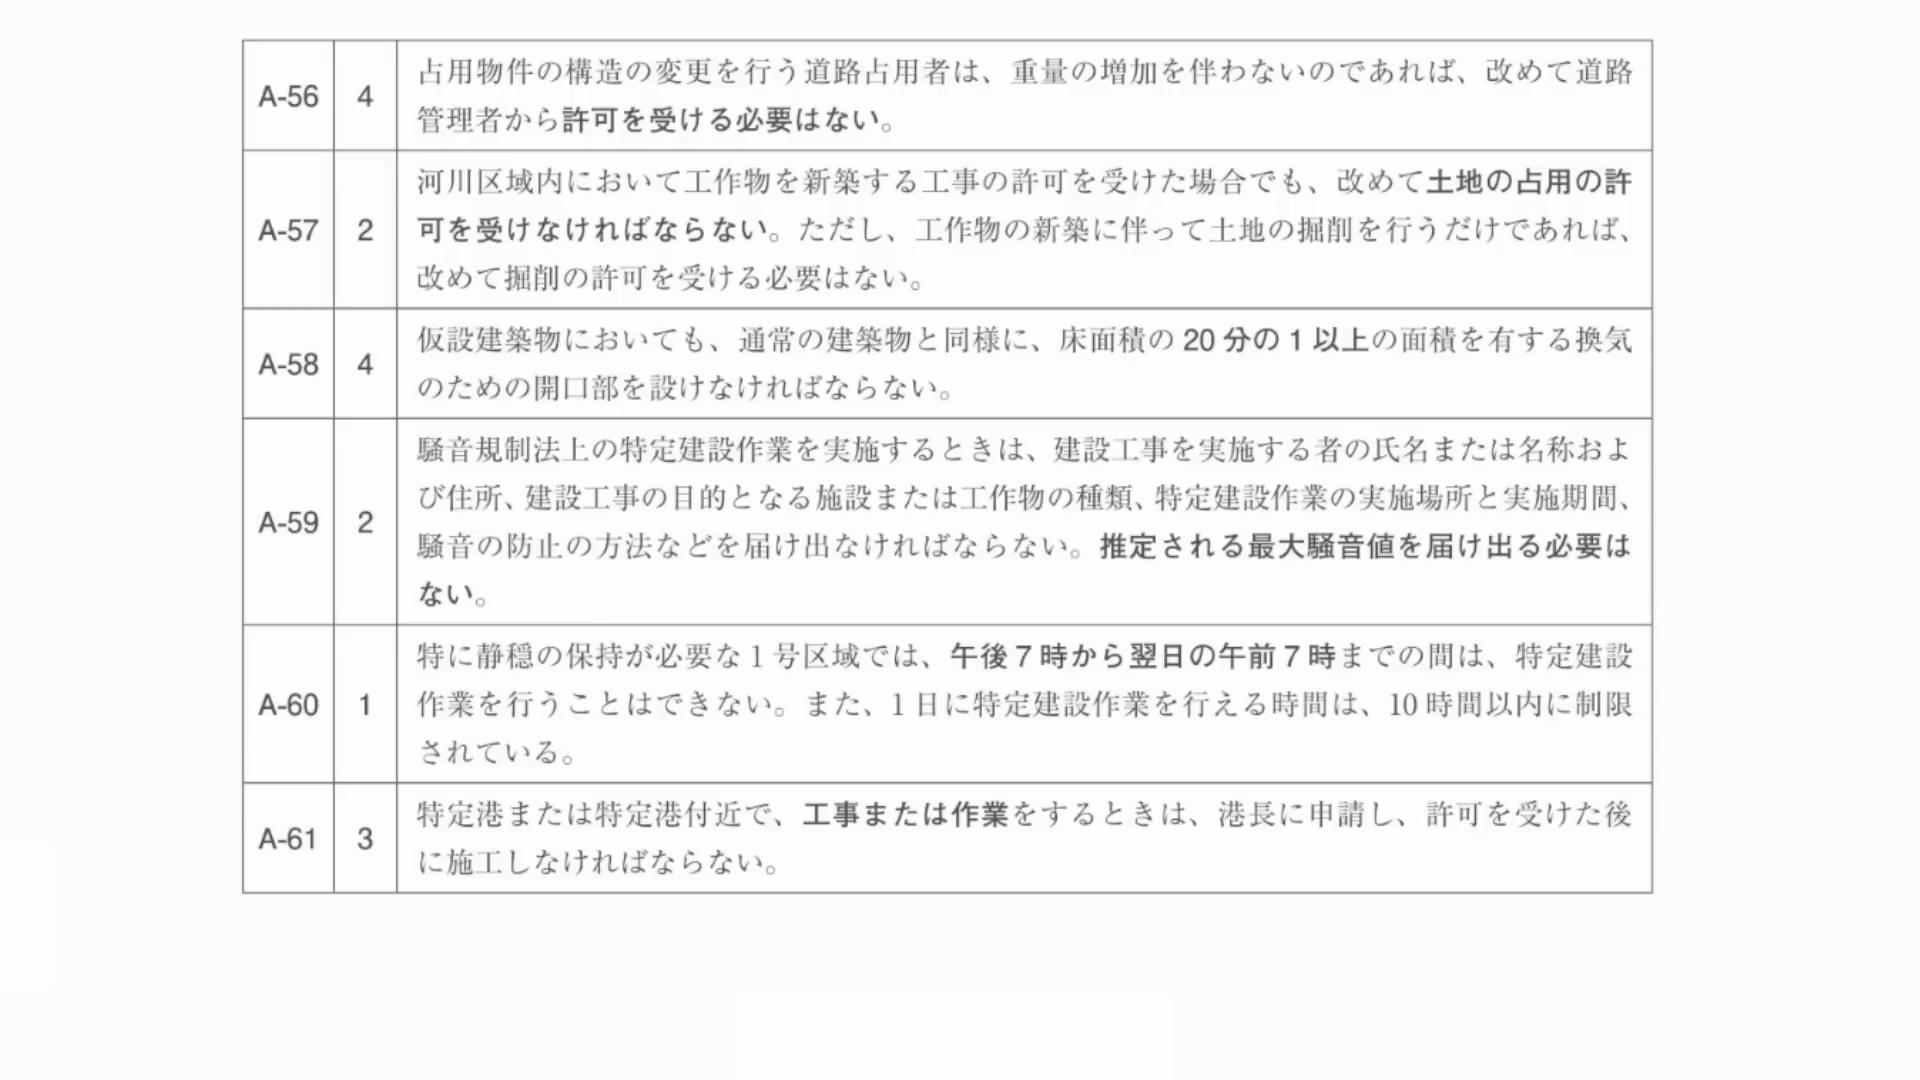 A-56 4 占用物件の構造の変更を行う道路占用者は、重量の増加を伴わないのであれば、改めて道路
管理者から許可を受ける必要はない。
A-57 2 河川区域内において工作物を新築する工事の許可を受けた場合でも、改めて土地の占用の許
可を受けなければならない。ただし、工作物の新築に伴って土地の掘削を行うだけであれば、
改めて掘削の許可を受ける必要はない。
A-58 4 仮設建築物においても、通常の建築物と同様に、床面積の 20 分の 1 以上の面積を有する換気
のための開口部を設けなければならない。
A-59 2 騒音規制法上の特定建設作業を実施するときは、建設工事を実施する者の氏名または名称およ
び住所、建設工事の目的となる施設または工作物の種類、特定建設作業の実施場所と実施期間、
騒音の防止の方法などを届け出なければならない。推定される最大騒音値を届け出る必要は
ない。
A-60 1 特に静穏の保持が必要な 1 号区域では、午後 7 時から翌日の午前 7 時までの間は、特定建設
作業を行うことはできない。また、1 日に特定建設作業を行える時間は、10 時間以内に制限
されている。
A-61 3 特定港または特定港付近で、工事または作業をするときは、港長に申請し、許可を受けた後
に施工しなければならない。